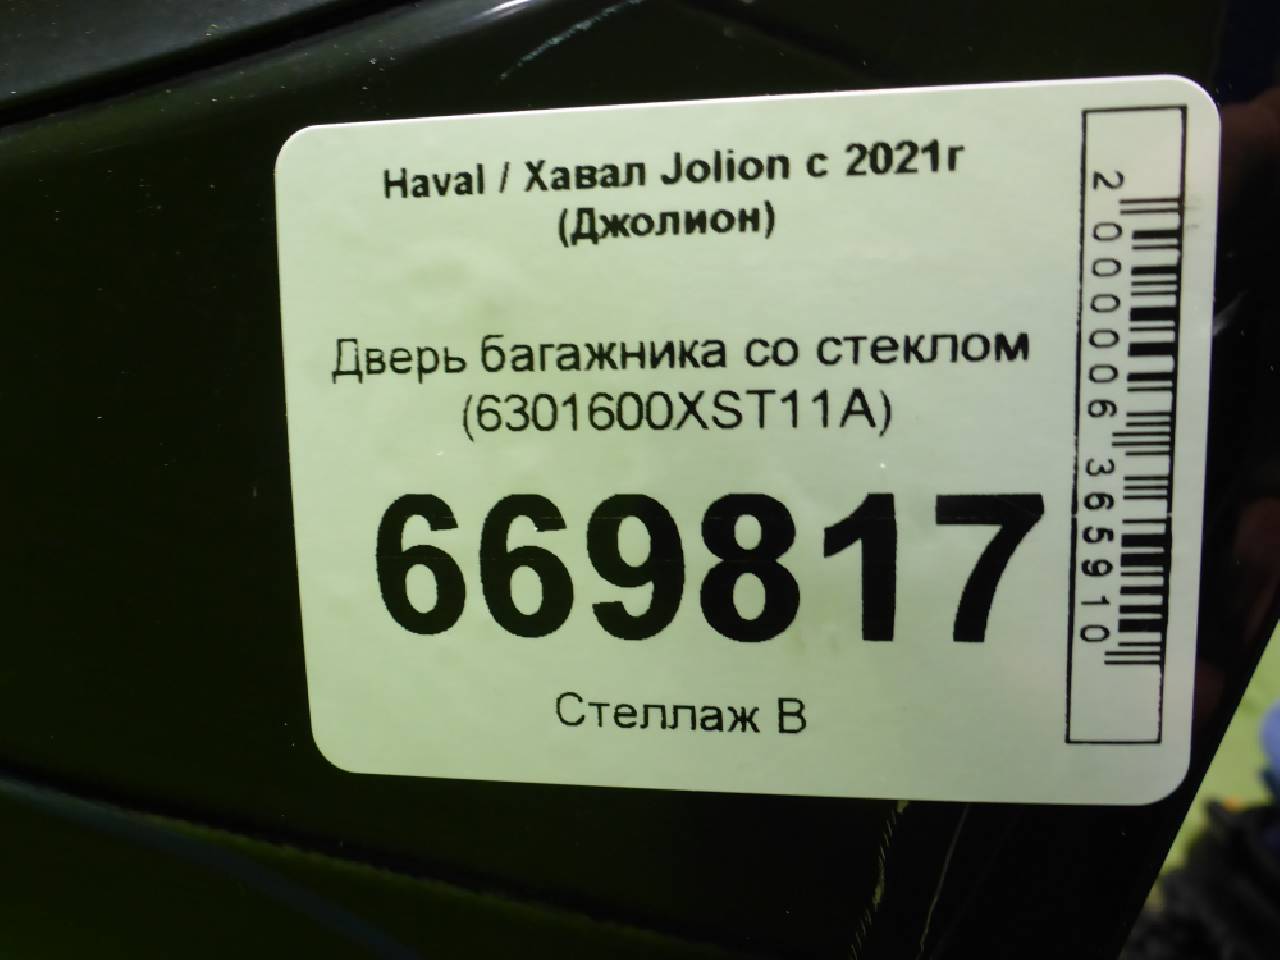 Haval / Хавал Jolion с 2021г
(Джолион)
Дверь багажника со стеклом
(6301600XST11A)
669817
Стеллаж В
2000006365910